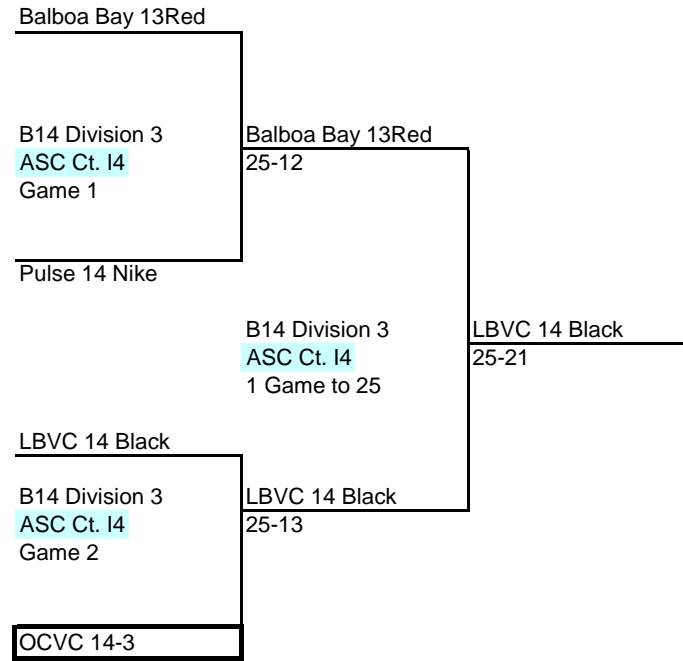 Balboa Bay 13Red
B14 Division 3
ASC Ct. I4
Game 1
Balboa Bay 13Red
25-12
Pulse 14 Nike
B14 Division 3
ASC Ct. I4
1 Game to 25
LBVC 14 Black
25-21
LBVC 14 Black
B14 Division 3
ASC Ct. I4
Game 2
LBVC 14 Black
25-13
OCVC 14-3